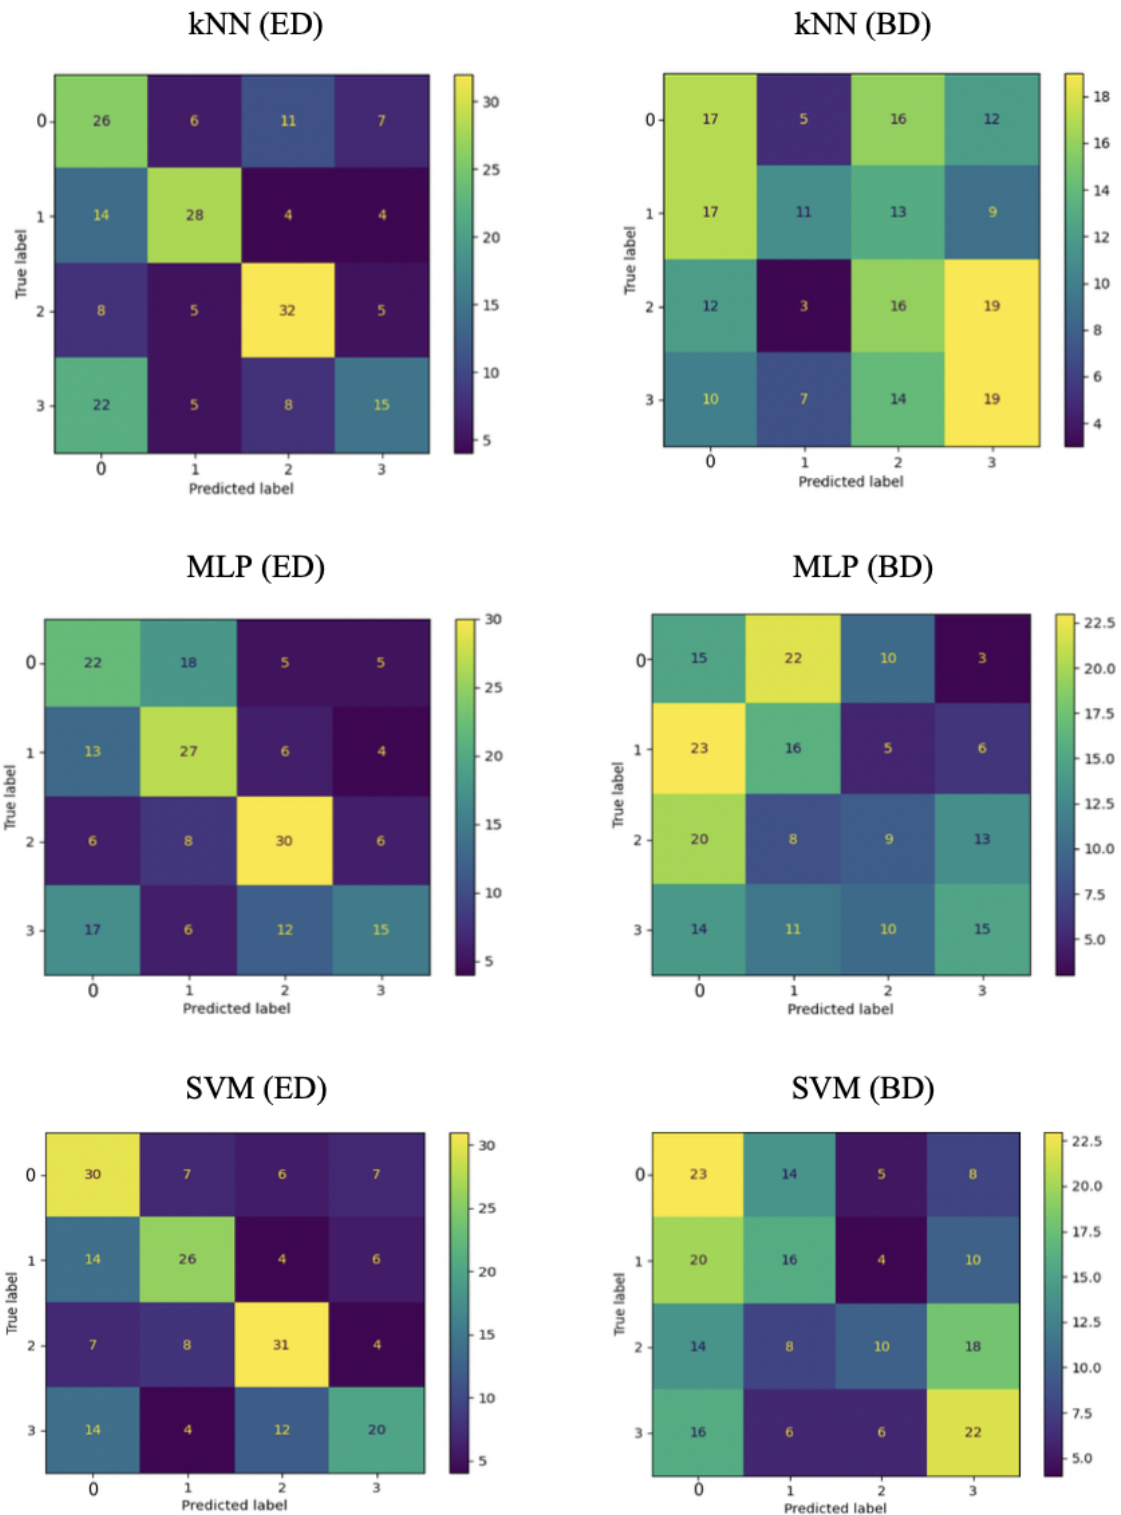 kNN (ED)
0 26 6 11 7 30
25
1 14 28 4 4
20
True label
2 8 5 32 5 15
10
3 22 5 8 15
5
0 1 2 3
Predicted label
kNN (BD)
18
0 17 5 16 12
16
14
1 17 11 13 9
12
True label
10
2 12 3 16 19
8
6
3 10 7 14 19
4
0 1 2 3
Predicted label
MLP (ED)
30
0 22 18 5 5
25
1 13 27 6 4
20
True label
15
2 6 8 30 6
10
3 17 6 12 15
5
0 1 2 3
Predicted label
MLP (BD)
22.5
0 15 22 10 3
20.0
17.5
1 23 16 5 6
15.0
True label
12.5
2 20 8 9 13
10.0
7.5
3 14 11 10 15
5.0
0 1 2 3
Predicted label
SVM (ED)
30
0 30 7 6 7
25
1 14 26 4 6
20
True label
15
2 7 8 31 4
10
3 14 4 12 20
5
0 1 2 3
Predicted label
SVM (BD)
22.5
0 23 14 5 8
20.0
17.5
1 20 16 4 10
15.0
True label
12.5
2 14 8 10 18
10.0
7.5
3 16 6 6 22
5.0
0 1 2 3
Predicted label